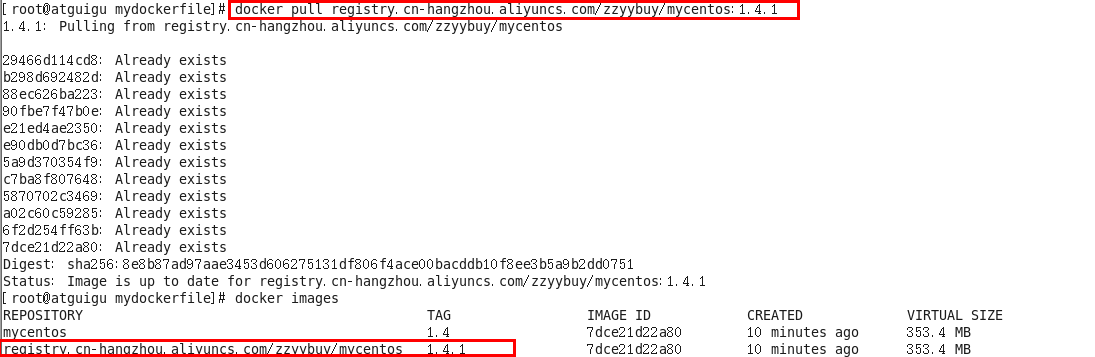 [root@atguigu mydockerfile]# docker pull registry.cn-hangzhou.aliyuncs.com/zzyybuy/mycentos:1.4.1
1.4.1: Pulling from registry.cn-hangzhou.aliyuncs.com/zzyybuy/mycentos
29466d114cd8: Already exists
b298d692482d: Already exists
88ec626ba223: Already exists
90fbe7f47b0e: Already exists
e21ed4ae2350: Already exists
e90db0d7bc36: Already exists
5a9d370354f9: Already exists
c7ba8f807648: Already exists
5870702c3469: Already exists
a02c60c59285: Already exists
6f2d254ff63b: Already exists
7dce21d22a80: Already exists
Digest: sha256:8e8b87ad97aae3453d606275131df806f4ace00bacddb10f8ee3b5a9b2dd0751
Status: Image is up to date for registry.cn-hangzhou.aliyuncs.com/zzyybuy/mycentos:1.4.1
[root@atguigu mydockerfile]# docker images
REPOSITORY TAG IMAGE ID CREATED VIRTUAL SIZE
mycentos 1.4 7dce21d22a80 10 minutes ago 353.4 MB
registry.cn-hangzhou.aliyuncs.com/zzyybuy/mycentos 1.4.1 7dce21d22a80 10 minutes ago 353.4 MB